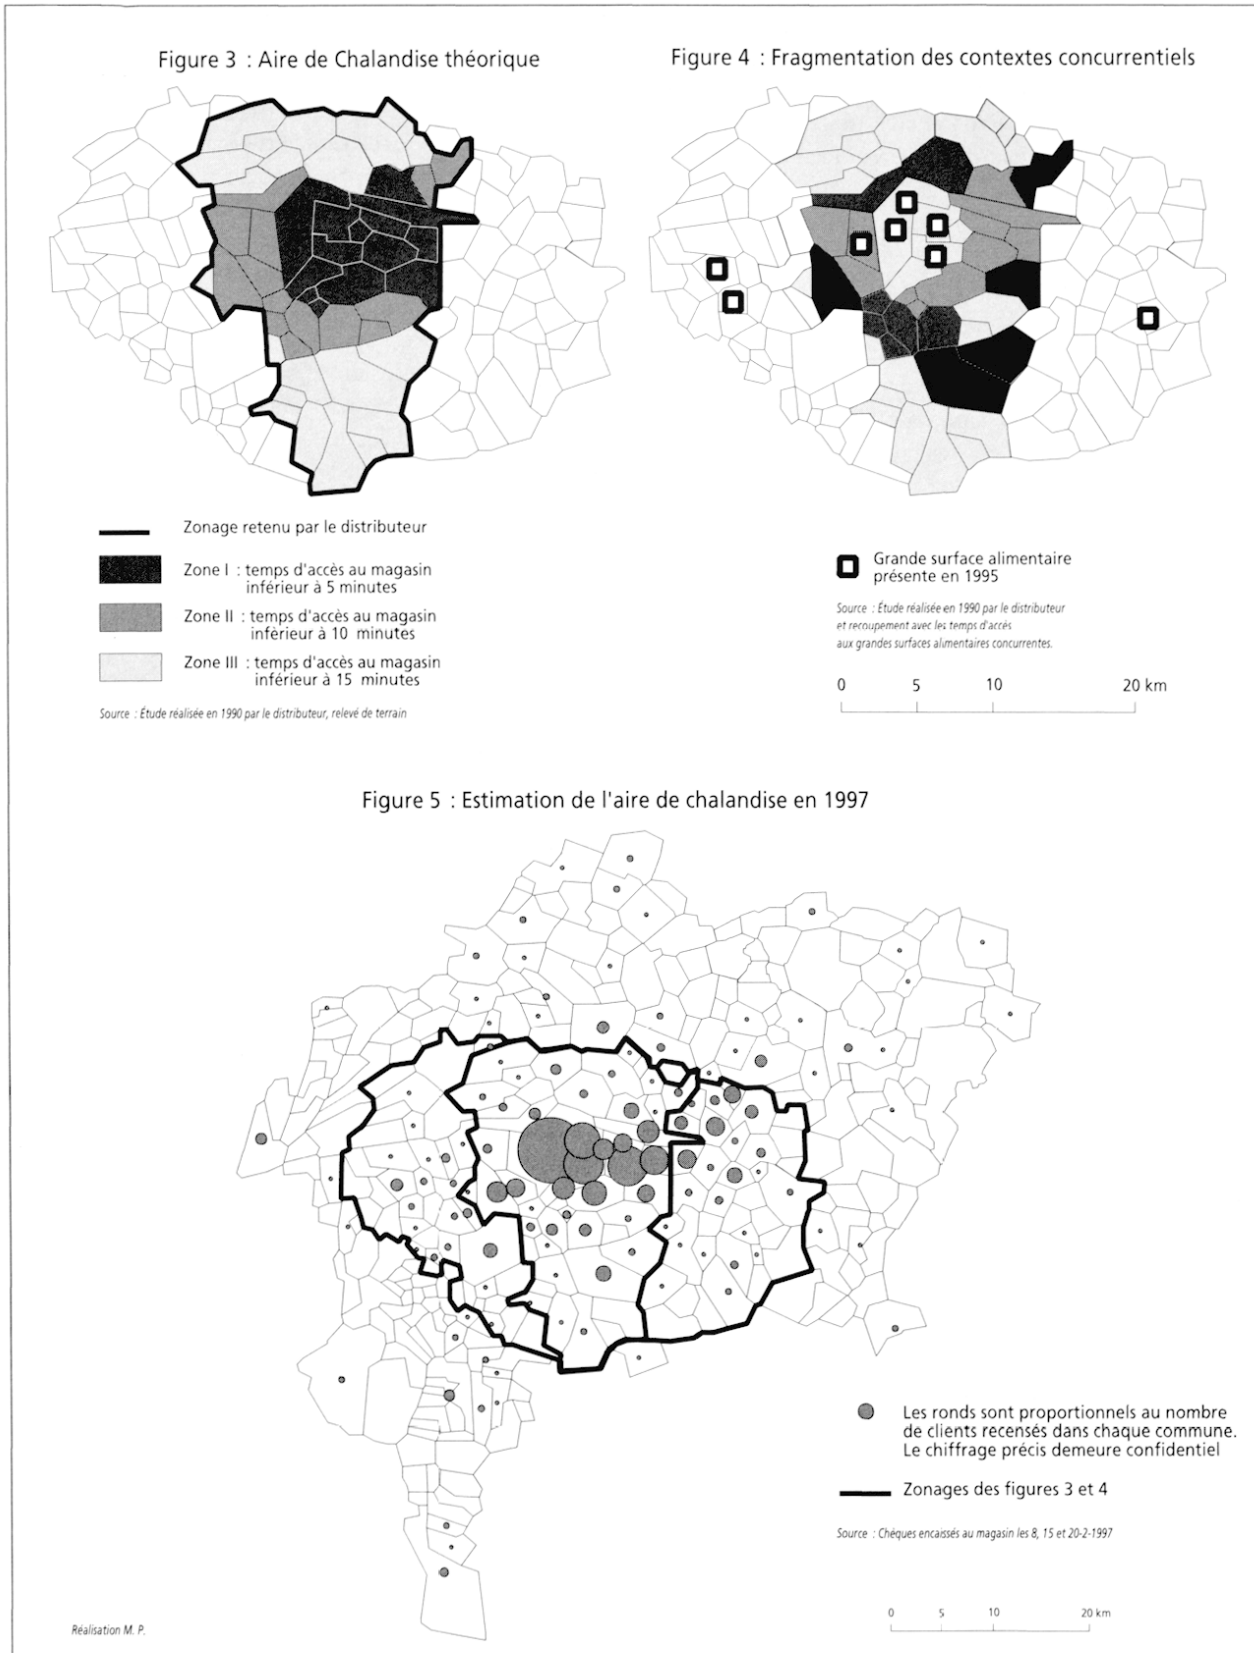 Figure 3 : Aire de Chalandise théorique
Figure 4 : Fragmentation des contextes concurrentiels
Zonage retenu par le distributeur
Zone I : temps d'accès au magasin
inférieur à 5 minutes
Zone II : temps d'accès au magasin
inférieur à 10 minutes
Zone III : temps d'accès au magasin
inférieur à 15 minutes
Source : Étude réalisée en 1990 par le distributeur, relevé de terrain
Grande surface alimentaire
présente en 1995
Source : Étude réalisée en 1990 par le distributeur
et recoupement avec les temps d'accès
aux grandes surfaces alimentaires concurrentes.
0 5 10 20 km
Figure 5 : Estimation de l'aire de chalandise en 1997
Les ronds sont proportionnels au nombre
de clients recensés dans chaque commune.
Le chiffrage précis demeure confidentiel
Zonages des figures 3 et 4
Source : Chéques encaissés au magasin les 8, 15 et 20-2-1997
0 5 10 20 km
Réalisation M. P.